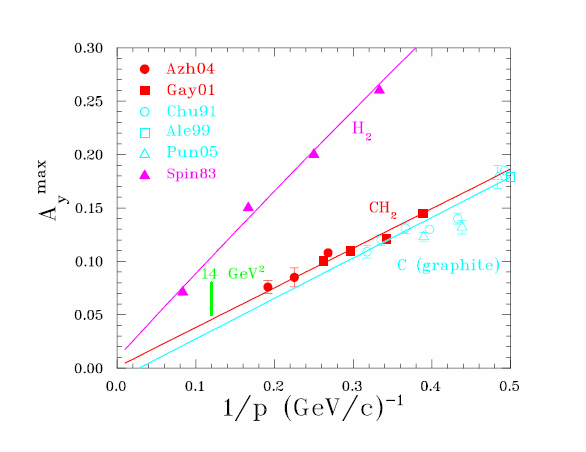 0.30
0.25
0.20
0.15
0.10
0.05
0.00
A_y^max
Azh04
Gay01
Chu91
Ale99
Pun05
Spin83
H₂
CH₂
C (graphite)
14 GeV²
0.0 0.1 0.2 0.3 0.4 0.5
1/p (GeV/c)⁻¹